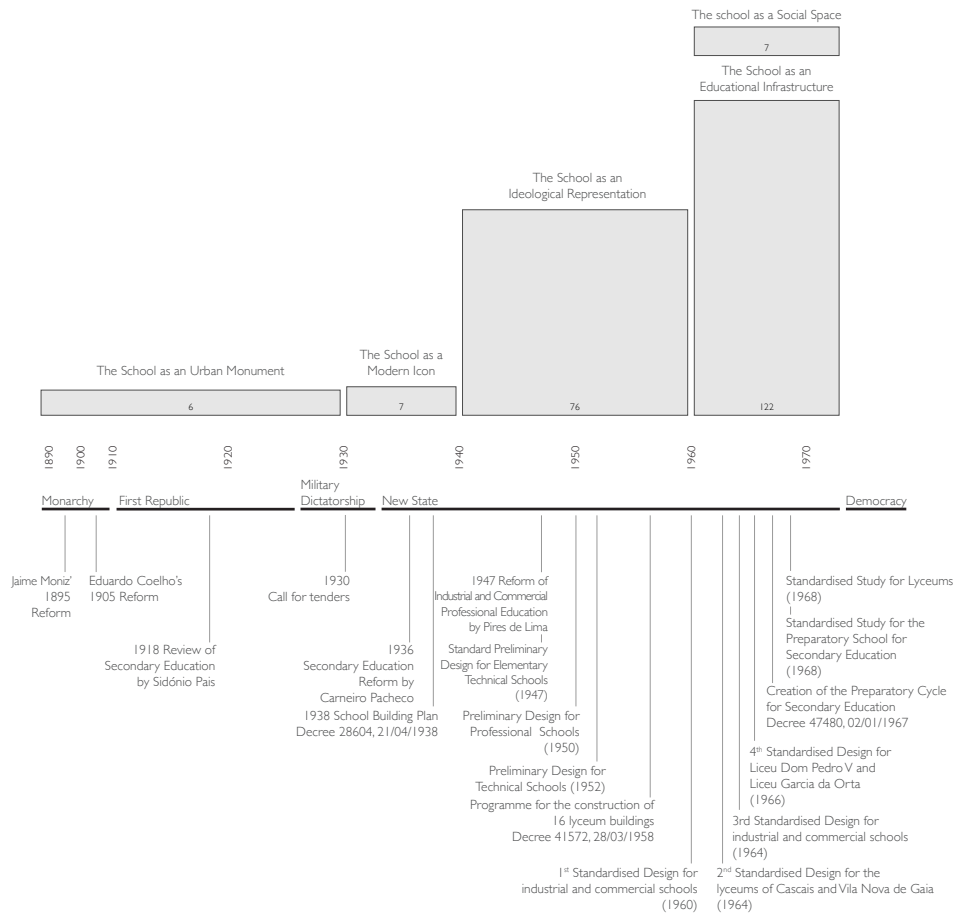 The school as a Social Space
7
The School as an
Educational Infrastructure
The School as an
Ideological Representation
The School as a
Modern Icon
The School as an Urban Monument
6
7
76
122
1890
1900
1910
1920
1930
1940
1950
1960
1970
Monarchy
First Republic
Military
Dictatorship
New State
Democracy
Jaime Moniz'
1895
Reform
Eduardo Coelho's
1905 Reform
1918 Review of
Secondary Education
by Sidónio Pais
1930
Call for tenders
1936
Secondary Education
Reform by
Carneiro Pacheco
1938 School Building Plan
Decree 28604, 21/04/1938
1947 Reform of
Industrial and Commercial
Professional Education
by Pires de Lima
Standard Preliminary
Design for Elementary
Technical Schools
(1947)
Preliminary Design for
Professional Schools
(1950)
Preliminary Design for
Technical Schools (1952)
Programme for the construction of
16 lyceum buildings
Decree 41572, 28/03/1958
1st Standardised Design for
industrial and commercial schools
(1960)
2nd Standardised Design for the
lyceums of Cascais and Vila Nova de Gaia
(1964)
3rd Standardised Design for
industrial and commercial schools
(1964)
4th Standardised Design for
Liceu Dom Pedro V and
Liceu Garcia da Orta
(1966)
Creation of the Preparatory Cycle
for Secondary Education
Decree 47480, 02/01/1967
Standardised Study for the
Preparatory School for
Secondary Education
(1968)
Standardised Study for Lyceums
(1968)